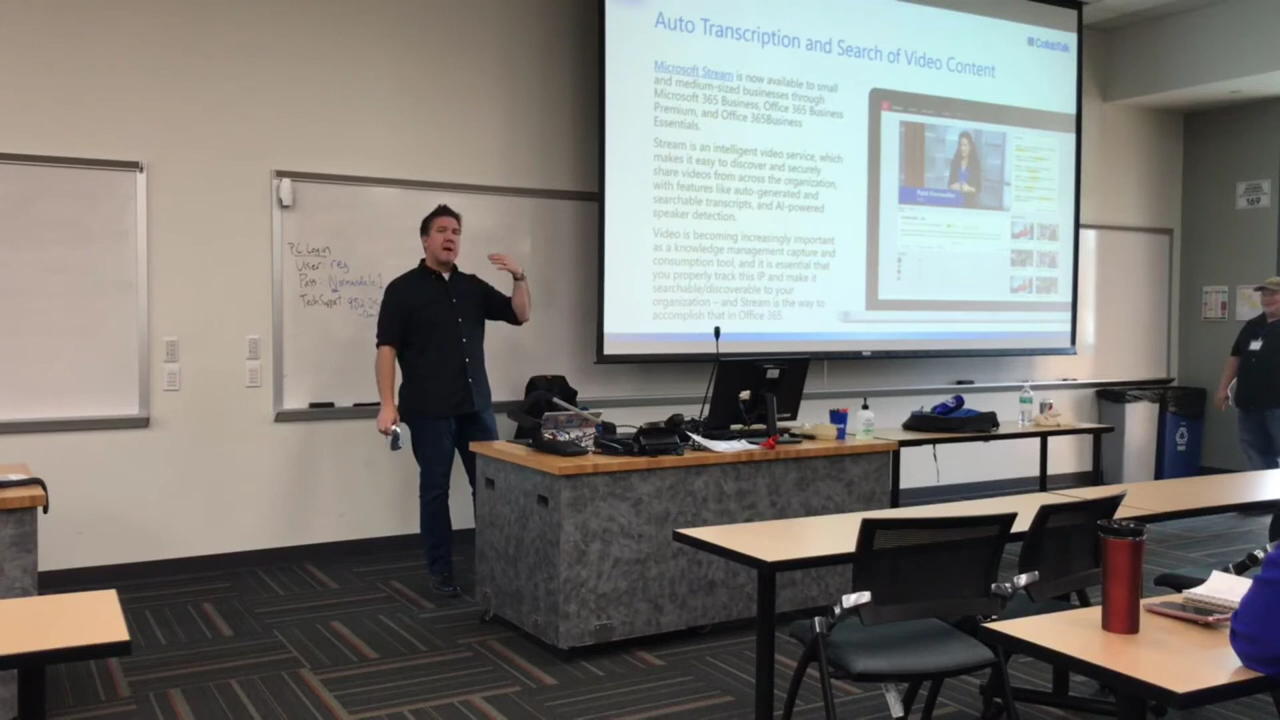 Auto Transcription and Search of Video Content
CollabTalk
Microsoft Stream is now available to small
and medium-sized businesses through
Microsoft 365 Business, Office 365 Business
Premium, and Office 365Business
Essentials.
Stream is an intelligent video service, which
makes it easy to discover and securely
share videos from across the organization,
with features like auto-generated and
searchable transcripts, and AI-powered
speaker detection.
Video is becoming increasingly important
as a knowledge management capture and
consumption tool, and it is essential that
you properly track this IP and make it
searchable/discoverable to your
organization – and Stream is the way to
accomplish that in Office 365.
PC Login
User: reg
Pass: Normandale1
Tech Support: 952
169